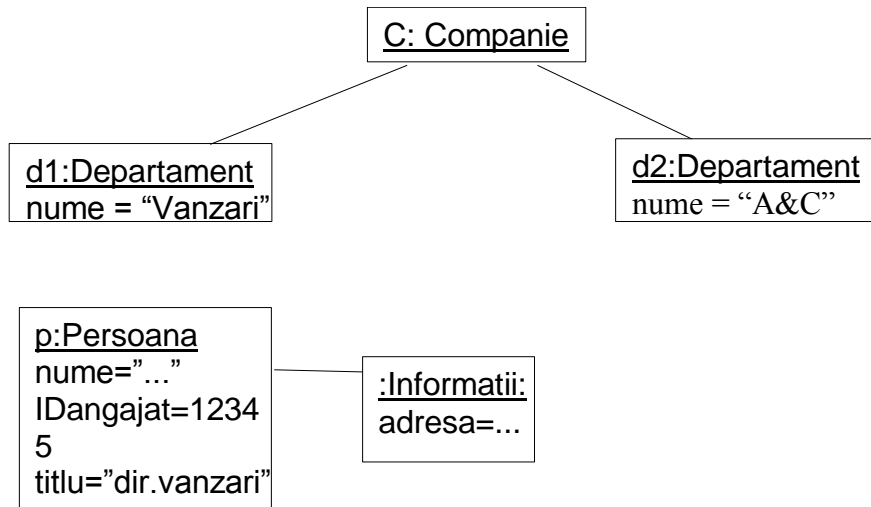 C: Companie
d1:Departament
nume = “Vanzari”
d2:Departament
nume = “A&C”
p:Persoana
nume=”...”
IDangajat=1234
5
titlu=”dir.vanzari”
:Informatii:
adresa=...